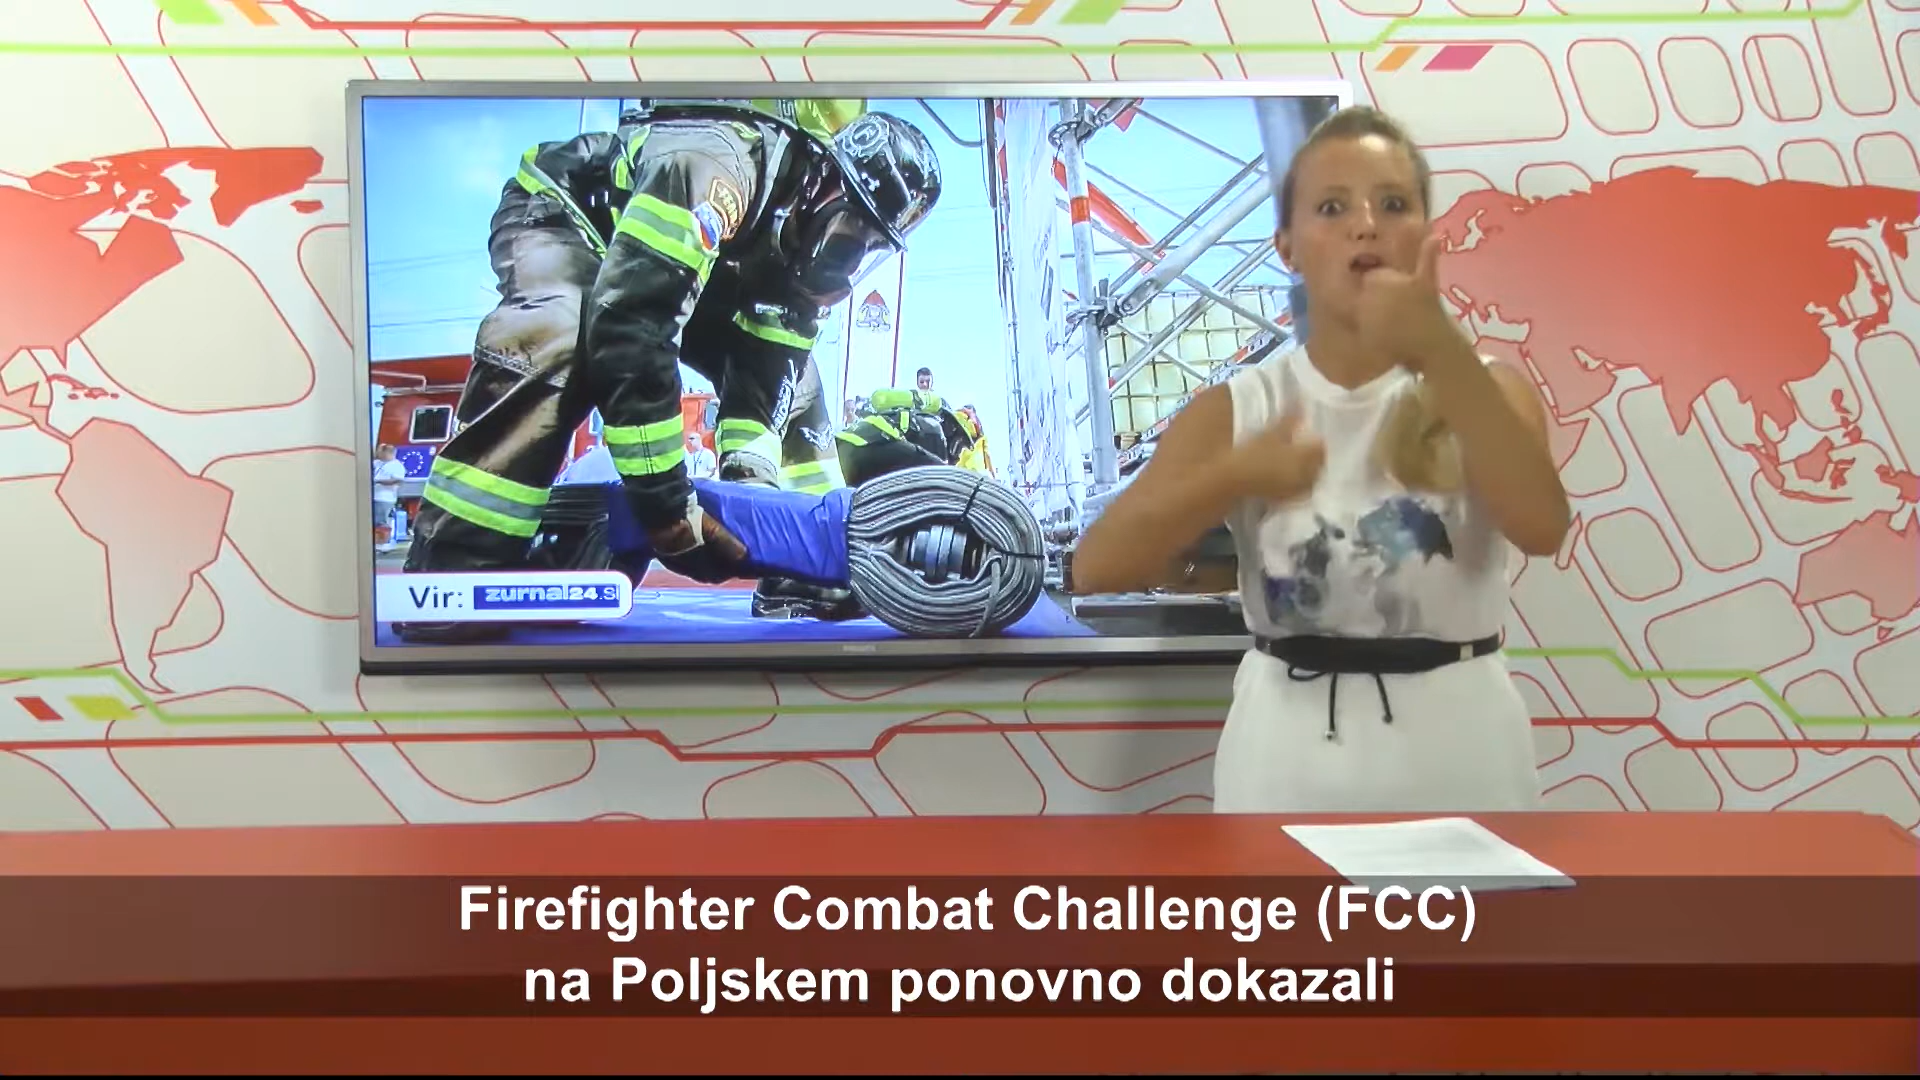 Vir: zurnal24.si
Firefighter Combat Challenge (FCC)
na Poljskem ponovno dokazali